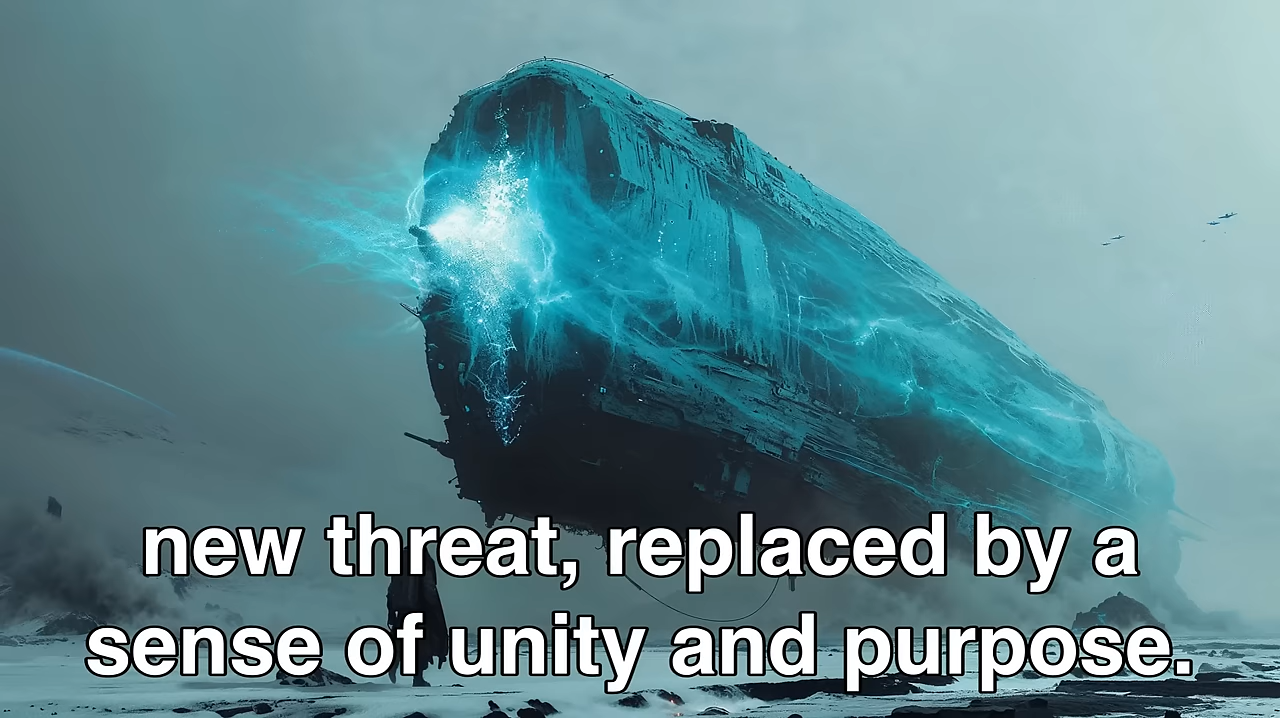 new threat, replaced by a
sense of unity and purpose.